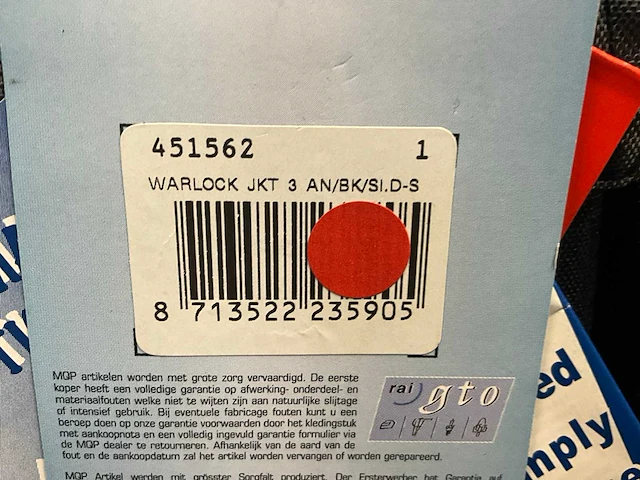 451562 1
WARLOCK JKT 3 AN/BK/SI.D-S
8 713522 235905
MQP artikelen worden met grote zorg vervaardigd. De eerste
koper heeft een volledige garantie op afwerking- onderdeel- en
materiaalfouten welke niet te wijten zijn aan natuurlijke slijtage
of intensief gebruik. Bij eventuele fabricage fouten kunt u een
beroep doen op onze garantie voorwaarden door het kledingstuk
met aankoopnota en een volledig ingevuld garantie formulier via
de MQP dealer te retourneren. Afhankelijk van de aard van de
fout en de aankoopdatum zal het artikel worden vervangen of worden gerepareerd.
rai gto
MQP Artikel werden mit grösster Sorgfalt produziert. Der Ersterwerber hat Garantie auf
ed
mply